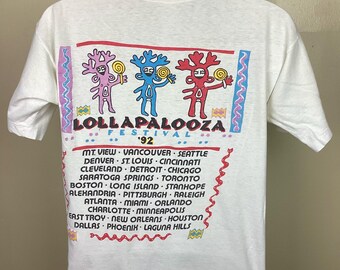 LOLLAPALOOZA
FESTIVAL
'92
MT. VIEW · VANCOUVER · SEATTLE
DENVER · ST LOUIS · CINCINNATI
CLEVELAND · DETROIT · CHICAGO
SARATOGA SPRINGS · TORONTO
BOSTON · LONG ISLAND · STANHOPE
ALEXANDRIA · PITTSBURGH · RALEIGH
ATLANTA · MIAMI · ORLANDO
CHARLOTTE · MINNEAPOLIS
EAST TROY · NEW ORLEANS · HOUSTON
DALLAS · PHOENIX · LAGUNA HILLS